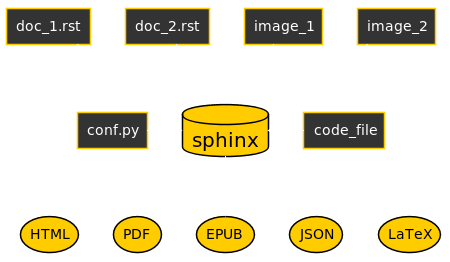 doc_1.rst
doc_2.rst
image_1
image_2
conf.py
sphinx
code_file
HTML
PDF
EPUB
JSON
LaTeX